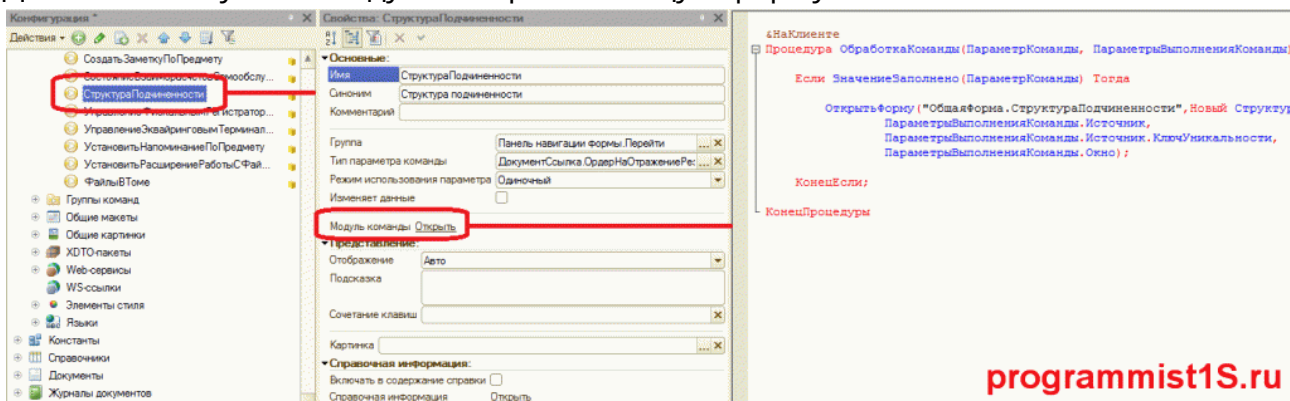 Конфигурация *
Действия
СоздатьЗаметкуПоПредмету
СтруктураПодчиненности
УправлениеЭквайринговымТерминал...
УстановитьНапоминаниеПоПредмету
УстановитьРасширениеРаботыСФай...
ФайлыВТоме
Группы команд
Общие макеты
Общие картинки
XDTO-пакеты
Web-сервисы
WS-ссылки
Элементы стиля
Языки
Константы
Справочники
Документы
Журналы документов
Свойства: СтруктураПодчиненности
Основные:
Имя СтруктураПодчиненности
Синоним Структура подчиненности
Комментарий
Группа Панель навигации формы.Перейти ...
Тип параметра команды ДокументСсылка.ОрдерНаОтражениеРе: ...
Режим использования параметра Одиночный
Изменяет данные
Модуль команды Открыть
Представление:
Отображение Авто
Подсказка
Сочетание клавиш
Картинка ...
Справочная информация:
Включать в содержание справки
Справочная информация Открыть
&НаКлиенте
Процедура ОбработкаКоманды(ПараметрКоманды, ПараметрыВыполненияКоманды)
Если ЗначениеЗаполнено(ПараметрКоманды) Тогда
ОткрытьФорму("ОбщаяФорма.СтруктураПодчиненности",Новый Структур
ПараметрыВыполненияКоманды.Источник,
ПараметрыВыполненияКоманды.Источник.КлючУникальности,
ПараметрыВыполненияКоманды.Окно);
КонецЕсли;
КонецПроцедуры
programmist1S.ru